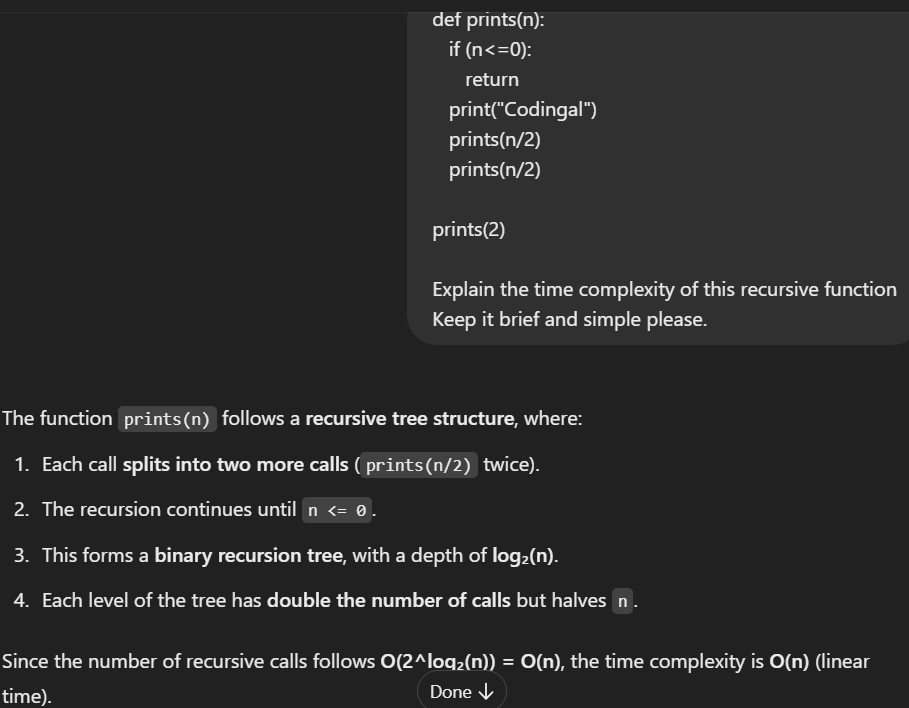 def prints(n):
if (n<=0):
return
print("Codingal")
prints(n/2)
prints(n/2)
prints(2)
Explain the time complexity of this recursive function
Keep it brief and simple please.
The function prints(n) follows a recursive tree structure, where:
1. Each call splits into two more calls ( prints(n/2) twice).
2. The recursion continues until n <= 0.
3. This forms a binary recursion tree, with a depth of log₂(n).
4. Each level of the tree has double the number of calls but halves n.
Since the number of recursive calls follows O(2^log₂(n)) = O(n), the time complexity is O(n) (linear
time).
Done ↓